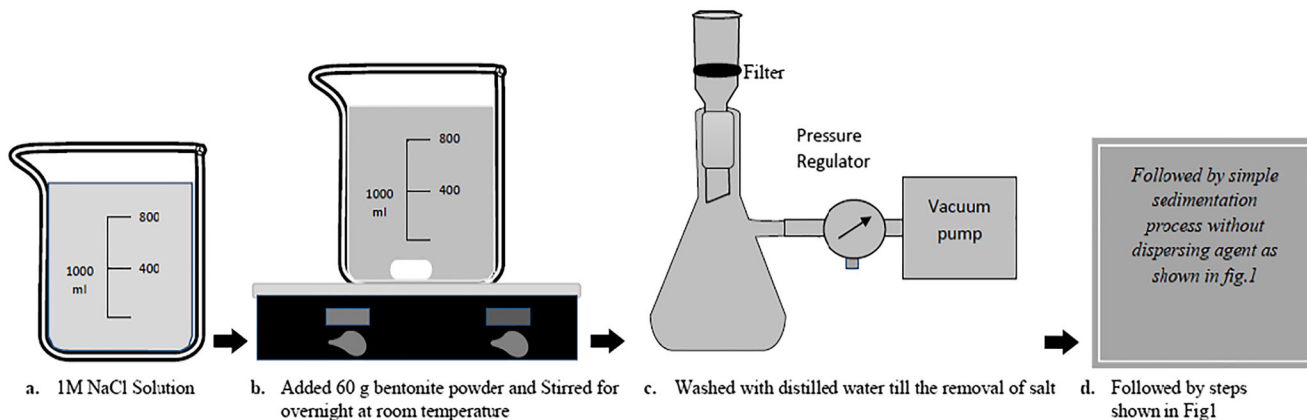 800
400
1000
ml
800
400
1000
ml
Filter
Pressure
Regulator
Vacuum
pump
Followed by simple
sedimentation
process without
dispersing agent as
shown in fig.1
a. 1M NaCl Solution
b. Added 60 g bentonite powder and Stirred for
overnight at room temperature
c. Washed with distilled water till the removal of salt
d. Followed by steps
shown in Fig1